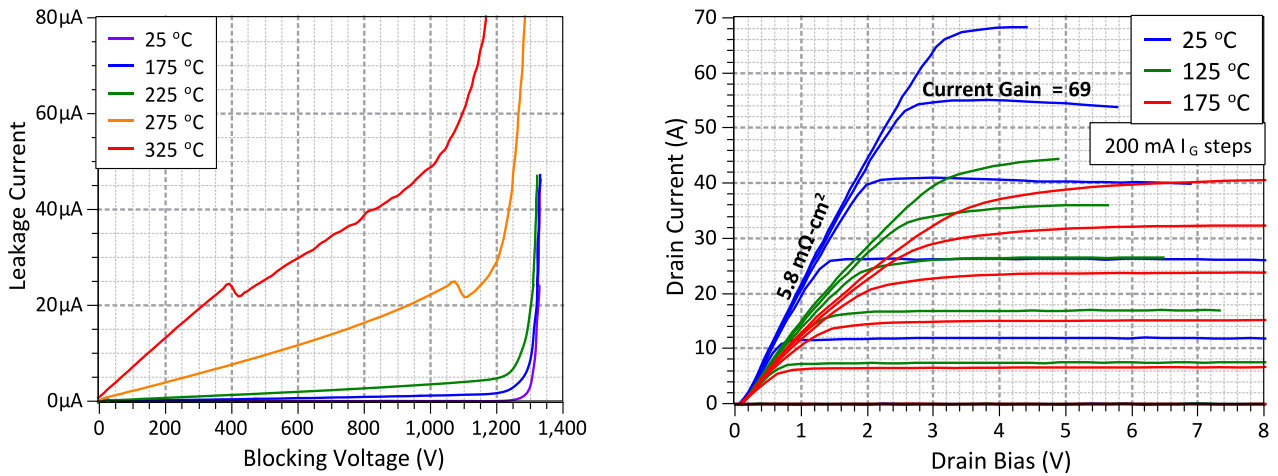 80µA
60µA
40µA
20µA
0µA
Leakage Current
25 °C
175 °C
225 °C
275 °C
325 °C
0 200 400 600 800 1,000 1,200 1,400
Blocking Voltage (V)
70
60
50
40
30
20
10
0
Drain Current (A)
25 °C
125 °C
175 °C
Current Gain = 69
200 mA I_G steps
5.8 mΩ-cm²
0 1 2 3 4 5 6 7 8
Drain Bias (V)